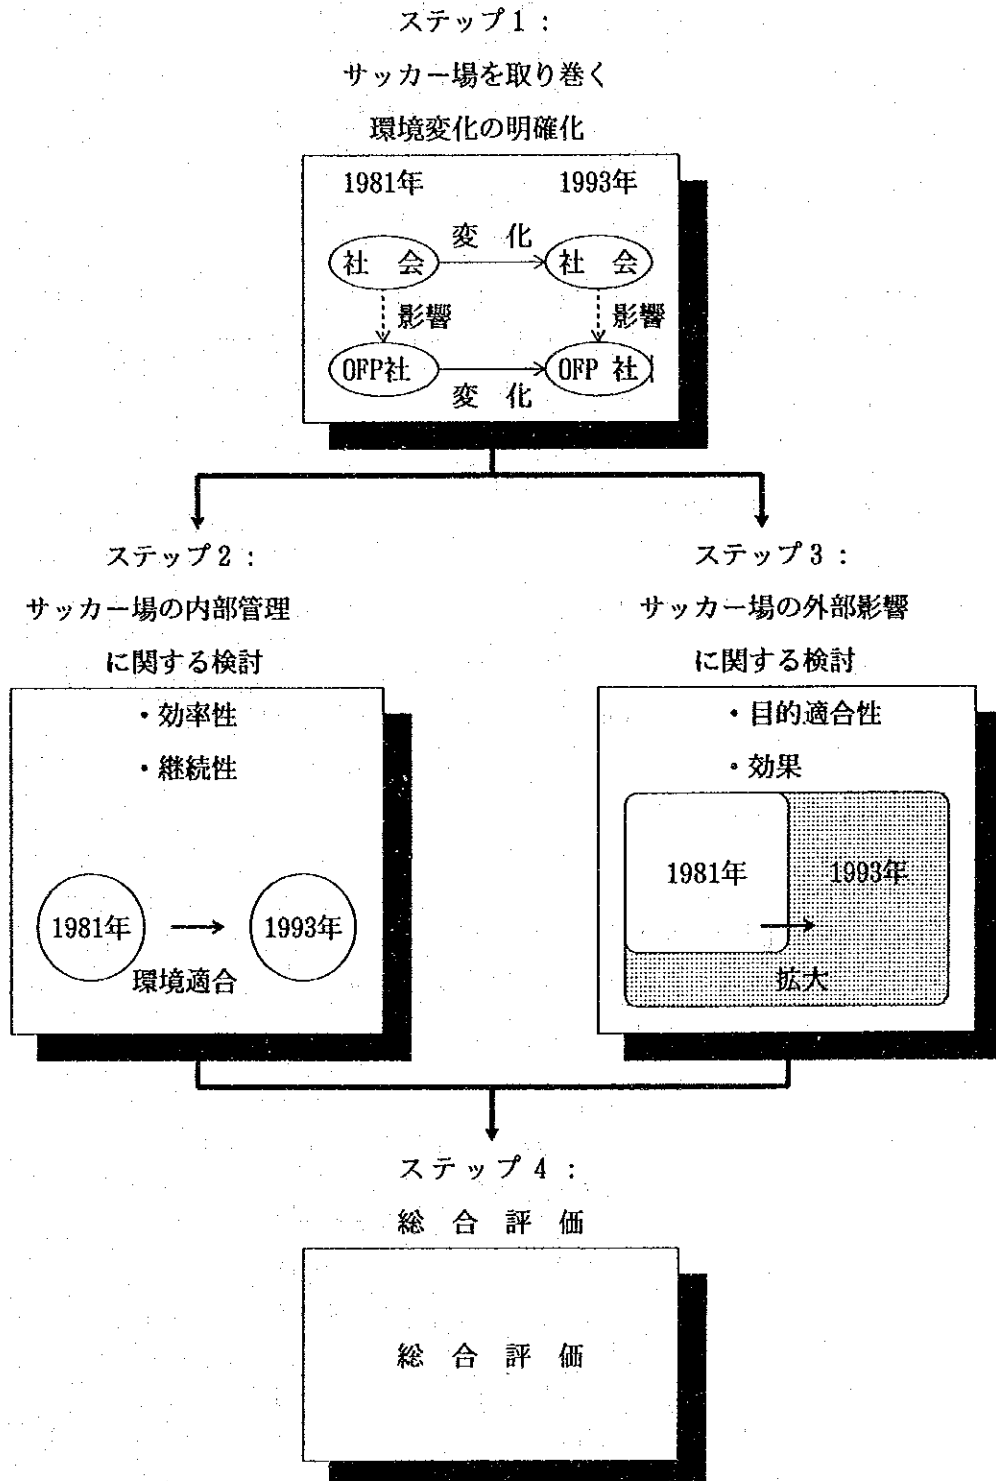 ステップ1：
サッカー場を取り巻く
環境変化の明確化
1981年 1993年
変 化
社 会 社 会
影響 影響
OFP社 OFP 社
変 化
ステップ2：
サッカー場の内部管理
に関する検討
・効率性
・継続性
1981年 1993年
環境適合
ステップ3：
サッカー場の外部影響
に関する検討
・目的適合性
・効果
1981年 1993年
拡大
ステップ4：
総 合 評 価
総 合 評 価